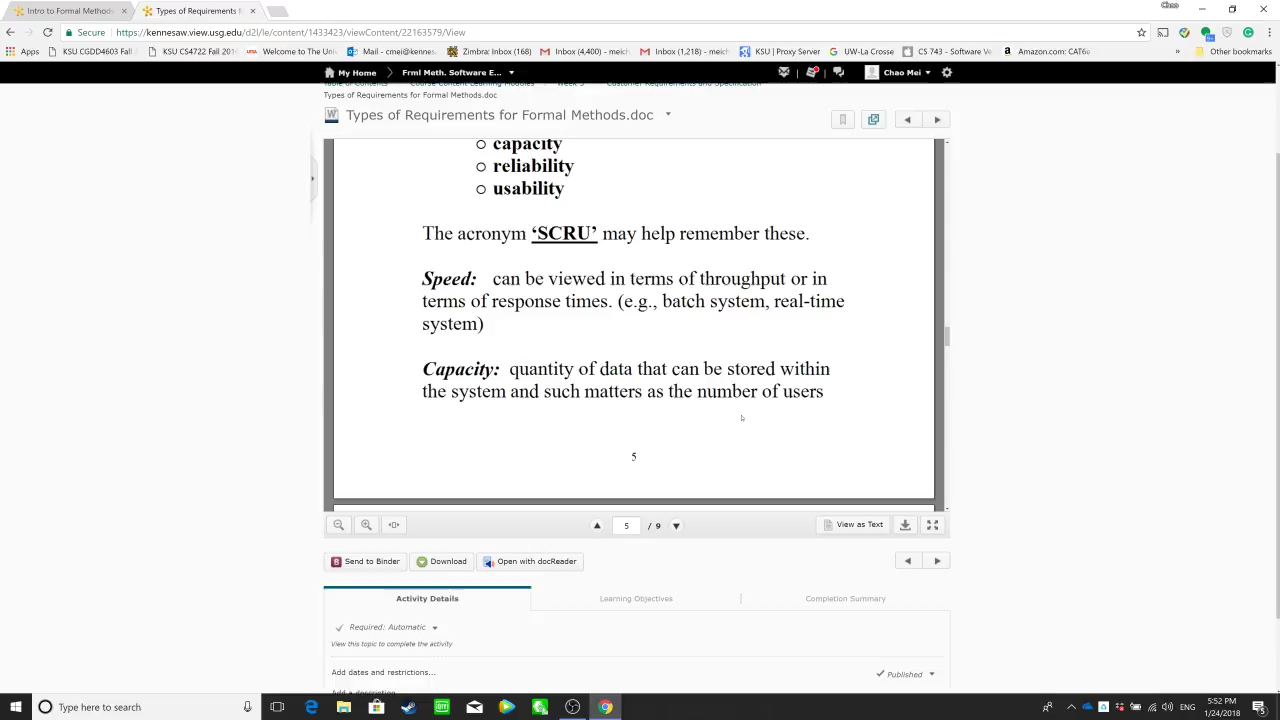 Chao
Intro to Formal Methods
Types of Requirements f
Secure
https://kennesaw.view.usg.edu/d2l/le/content/1433423/viewContent/22163579/View
Apps
KSU CGDD4603 Fall
KSU CS4722 Fall 201
Welcome to The Uni
Mail - cmei@kennes
Zimbra: Inbox (168)
Inbox (4,400) - meich
Inbox (1,218) - meich
KSU | Proxy Server
UW-La Crosse
CS 743 - Software Ve
Amazon.com: CAT6e
»
Other bookmarks
My Home
Frml Meth. Software E...
Chao Mei
Types of Requirements for Formal Methods.doc
Types of Requirements for Formal Methods.doc
○ capacity
○ reliability
○ usability
The acronym ‘SCRU’ may help remember these.
Speed: can be viewed in terms of throughput or in
terms of response times. (e.g., batch system, real-time
system)
Capacity: quantity of data that can be stored within
the system and such matters as the number of users
5
5 / 9
View as Text
Send to Binder
Download
Open with docReader
Activity Details
Learning Objectives
Completion Summary
Required: Automatic
View this topic to complete the activity
Add dates and restrictions...
Published
Add a description
Type here to search
5:52 PM
1/24/2018